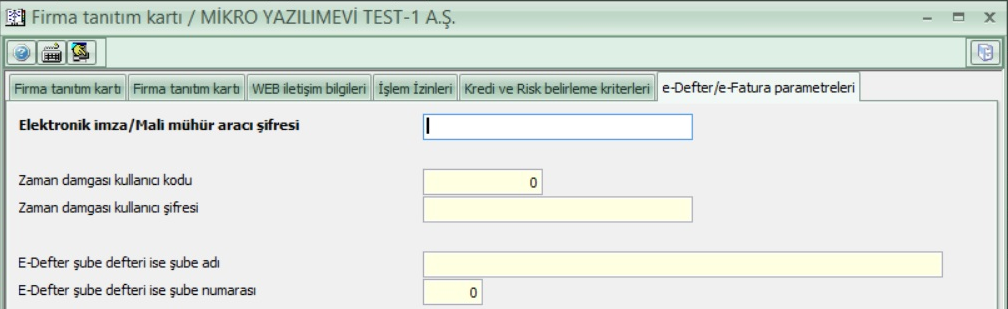 Firma tanıtım kartı / MİKRO YAZILIMEVİ TEST-1 A.Ş.
Firma tanıtım kartı Firma tanıtım kartı WEB iletişim bilgileri İşlem İzinleri Kredi ve Risk belirleme kriterleri e-Defter/e-Fatura parametreleri
Elektronik imza/Mali mühür aracı şifresi
Zaman damgası kullanıcı kodu 0
Zaman damgası kullanıcı şifresi
E-Defter şube defteri ise şube adı
E-Defter şube defteri ise şube numarası 0